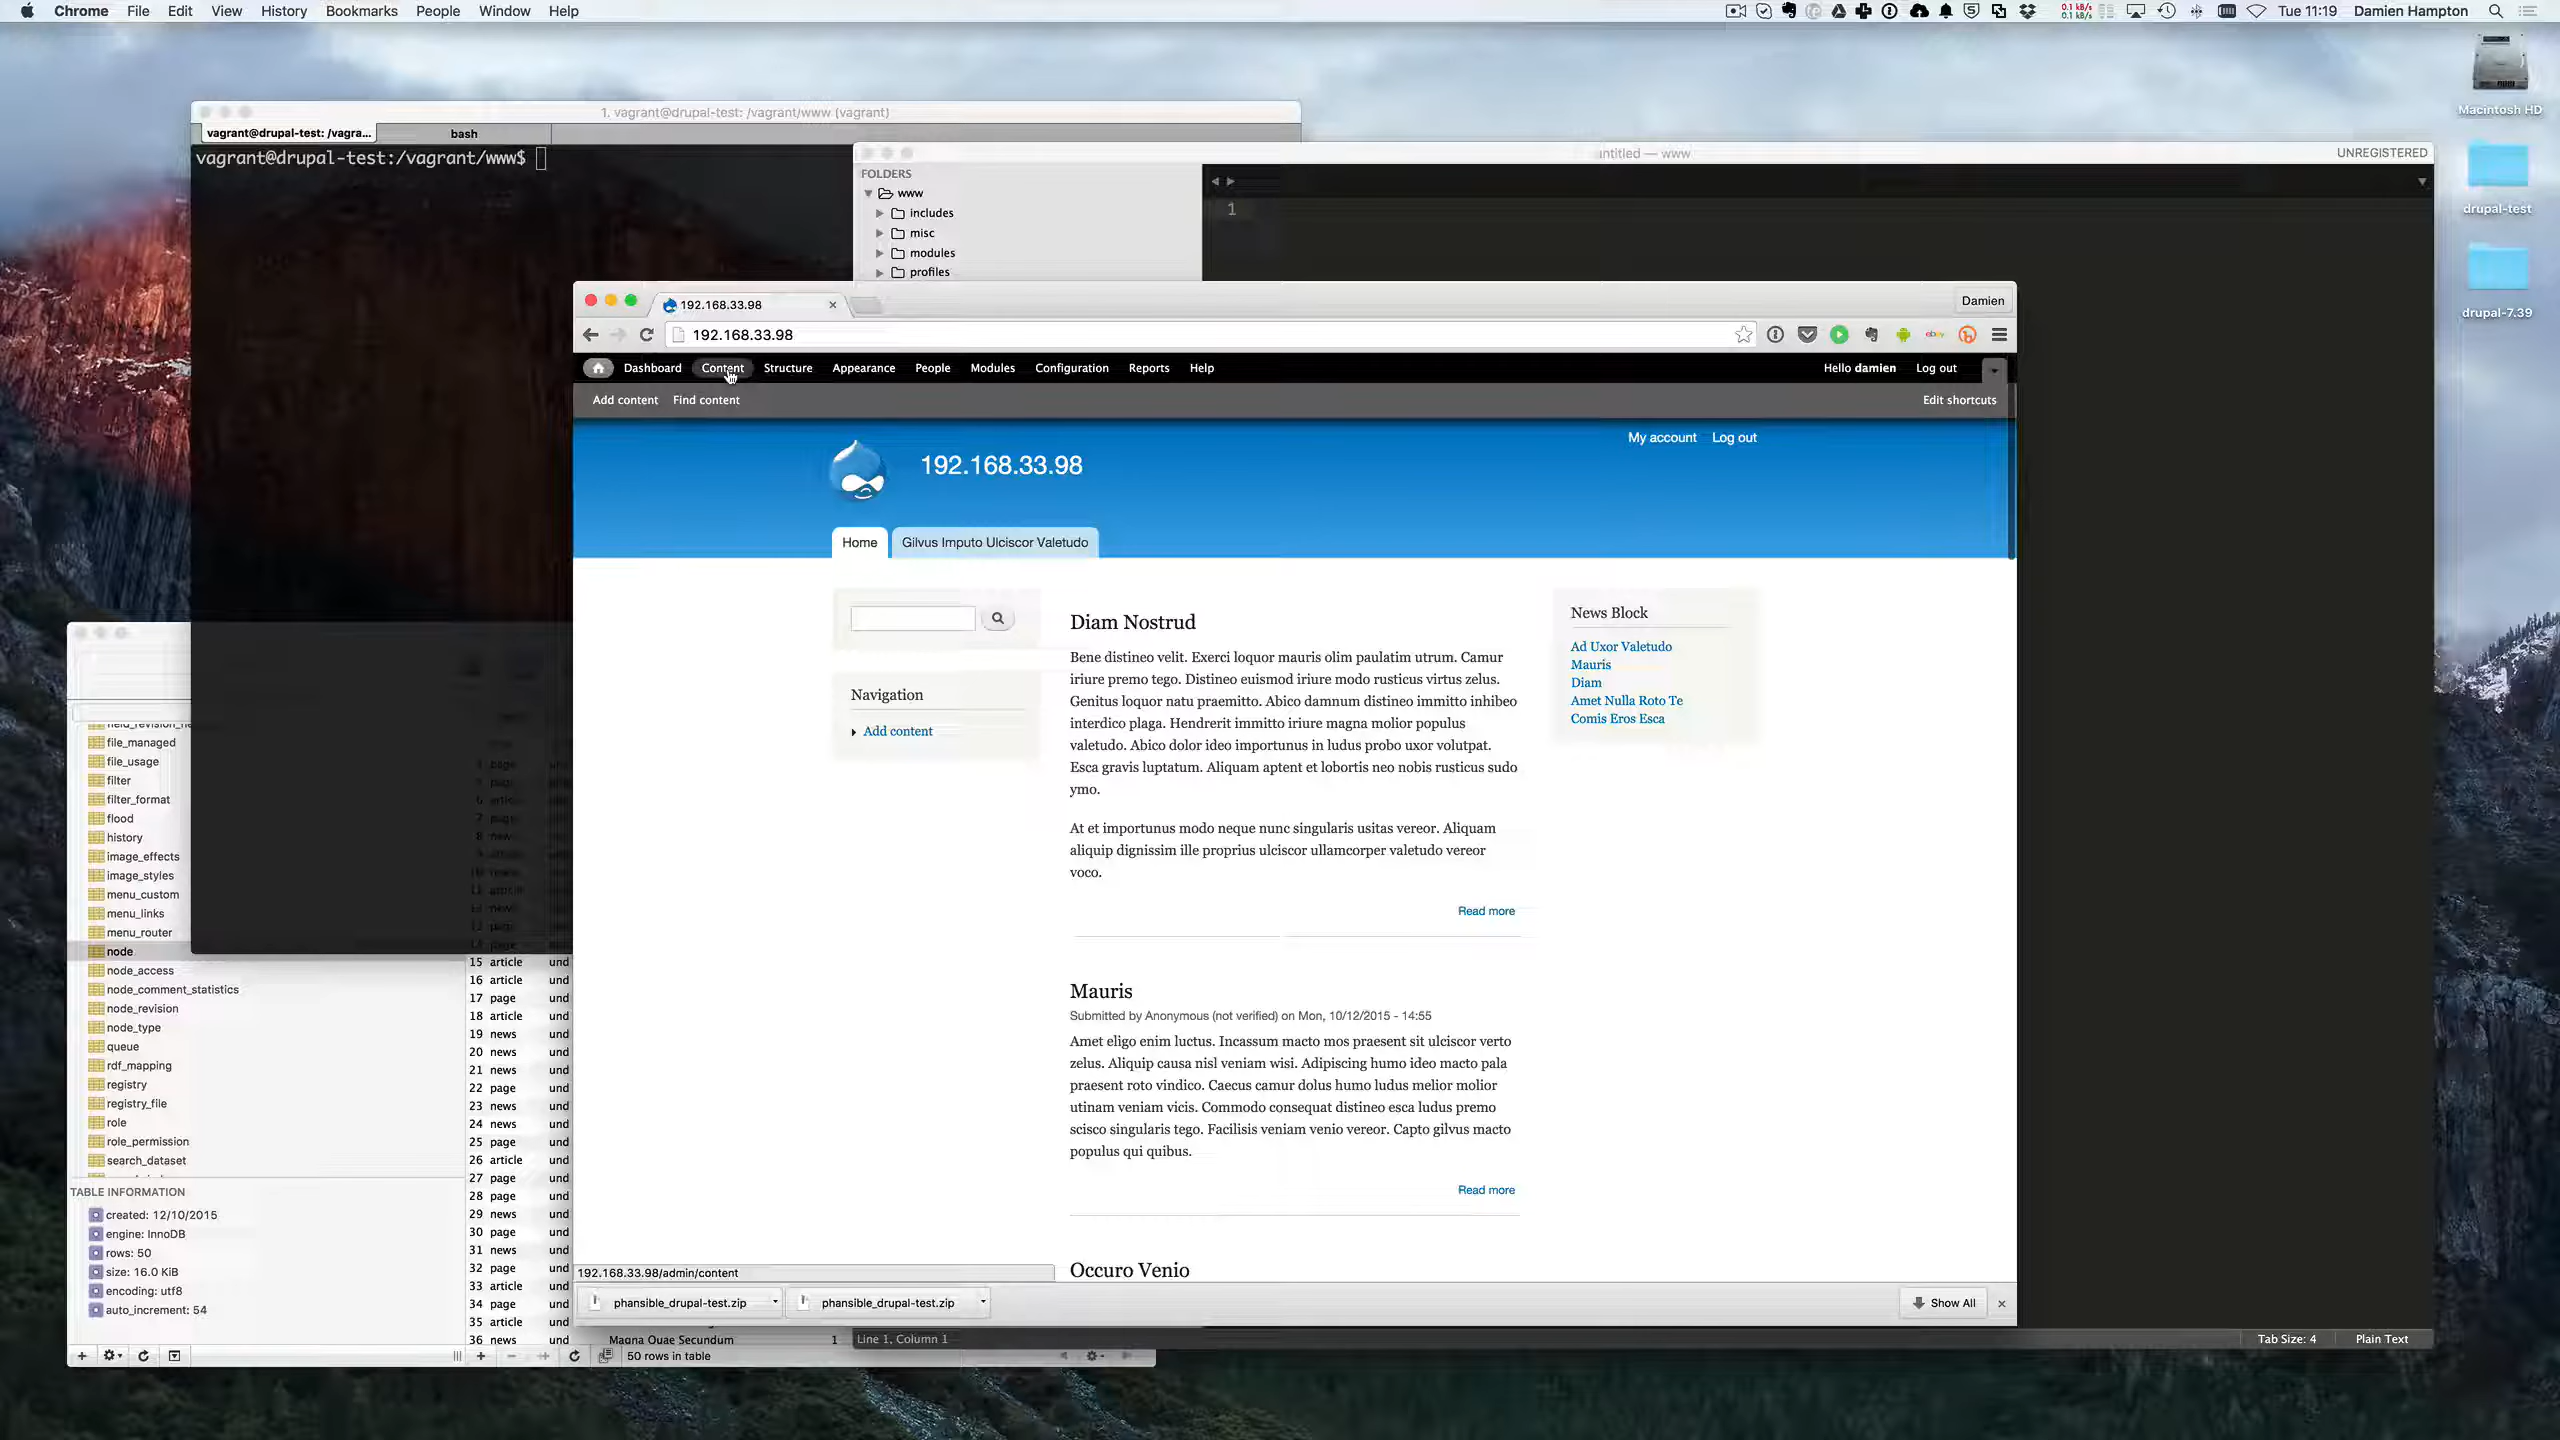 Chrome File Edit View History Bookmarks People Window Help
0.1 kB/s
0.1 kB/s
Tue 11:19 Damien Hampton
Macintosh HD
drupal-test
drupal-7.39
1. vagrant@drupal-test: /vagrant/www (vagrant)
vagrant@drupal-test: /vagra... bash
vagrant@drupal-test:/vagrant/www$
untitled — www UNREGISTERED
FOLDERS
www
includes
misc
modules
profiles
1
192.168.33.98
Damien
192.168.33.98
Dashboard Content Structure Appearance People Modules Configuration Reports Help
Hello damien Log out
Add content Find content
Edit shortcuts
My account Log out
192.168.33.98
Home Gilvus Imputo Ulciscor Valetudo
Navigation
Add content
Diam Nostrud
Bene distineo velit. Exerci loquor mauris olim paulatim utrum. Camur
iriure premo tego. Distineo euismod iriure modo rusticus virtus zelus.
Genitus loquor natu praemitto. Abico damnum distineo immitto inhibeo
interdico plaga. Hendrerit immitto iriure magna molior populus
valetudo. Abico dolor ideo importunus in ludus probo uxor volutpat.
Esca gravis luptatum. Aliquam aptent et lobortis neo nobis rusticus sudo
ymo.
At et importunus modo neque nunc singularis usitas vereor. Aliquam
aliquip dignissim ille proprius ulciscor ullamcorper valetudo vereor
voco.
Read more
Mauris
Submitted by Anonymous (not verified) on Mon, 10/12/2015 - 14:55
Amet eligo enim luctus. Incassum macto mos praesent sit ulciscor verto
zelus. Aliquip causa nisl veniam wisi. Adipiscing humo ideo macto pala
praesent roto vindico. Caecus camur dolus humo ludus melior molior
utinam veniam vicis. Commodo consequat distineo esca ludus premo
scisco singularis tego. Facilisis veniam venio vereor. Capto gilvus macto
populus qui quibus.
Read more
Occuro Venio
News Block
Ad Uxor Valetudo
Mauris
Diam
Amet Nulla Roto Te
Comis Eros Esca
192.168.33.98/admin/content
phansible_drupal-test.zip phansible_drupal-test.zip
Show All
file_managed
file_usage
filter
filter_format
flood
history
image_effects
image_styles
menu_custom
menu_links
menu_router
node
node_access
node_comment_statistics
node_revision
node_type
queue
rdf_mapping
registry
registry_file
role
role_permission
search_dataset
TABLE INFORMATION
created: 12/10/2015
engine: InnoDB
rows: 50
size: 16.0 KiB
encoding: utf8
auto_increment: 54
15 article und
16 article und
17 page und
18 article und
19 news und
20 news und
21 news und
22 page und
23 news und
24 news und
25 page und
26 article und
27 page und
28 page und
29 news und
30 page und
31 news und
32 page und
33 article und
34 page und
35 article und
36 news und Magna Quae Secundum 1
50 rows in table
Line 1, Column 1
Tab Size: 4 Plain Text